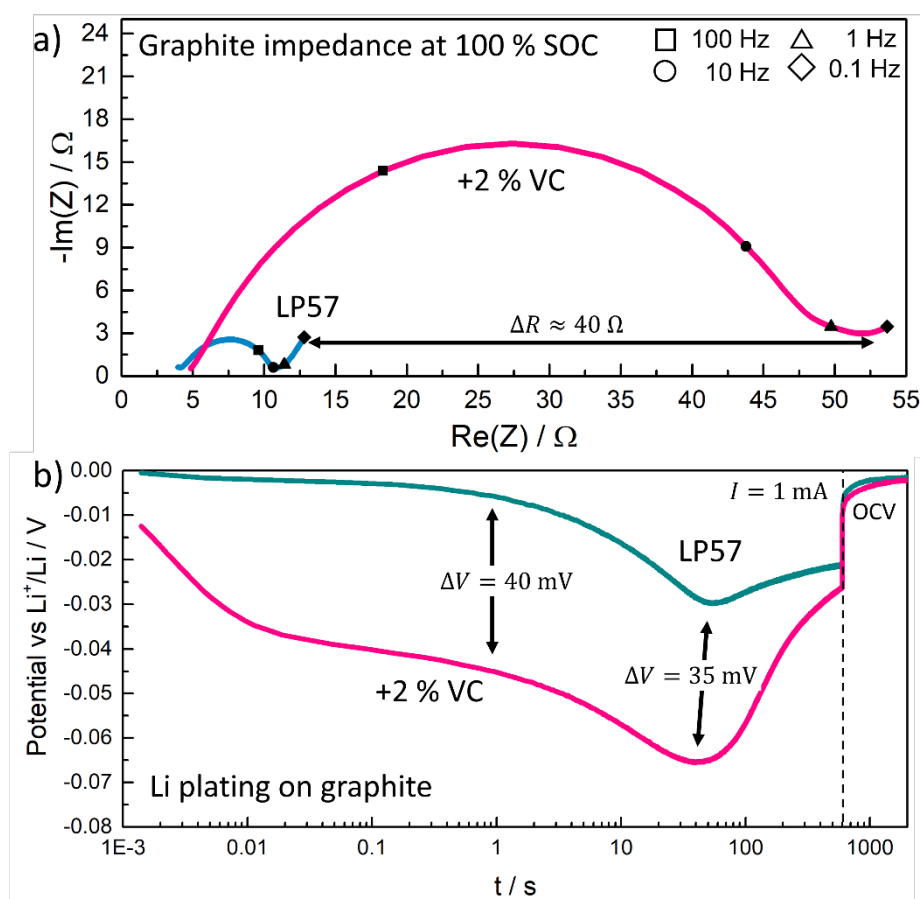 a)
Graphite impedance at 100 % SOC
□ 100 Hz △ 1 Hz
○ 10 Hz ◇ 0.1 Hz
24
21
18
15
12
9
6
3
0
-Im(Z) / Ω
+2 % VC
LP57
ΔR ≈ 40 Ω
0 5 10 15 20 25 30 35 40 45 50 55
Re(Z) / Ω
b)
0.00
-0.01
-0.02
-0.03
-0.04
-0.05
-0.06
-0.07
-0.08
Potential vs Li⁺/Li / V
I = 1 mA
OCV
LP57
ΔV = 40 mV
ΔV = 35 mV
+2 % VC
Li plating on graphite
1E-3 0.01 0.1 1 10 100 1000
t / s